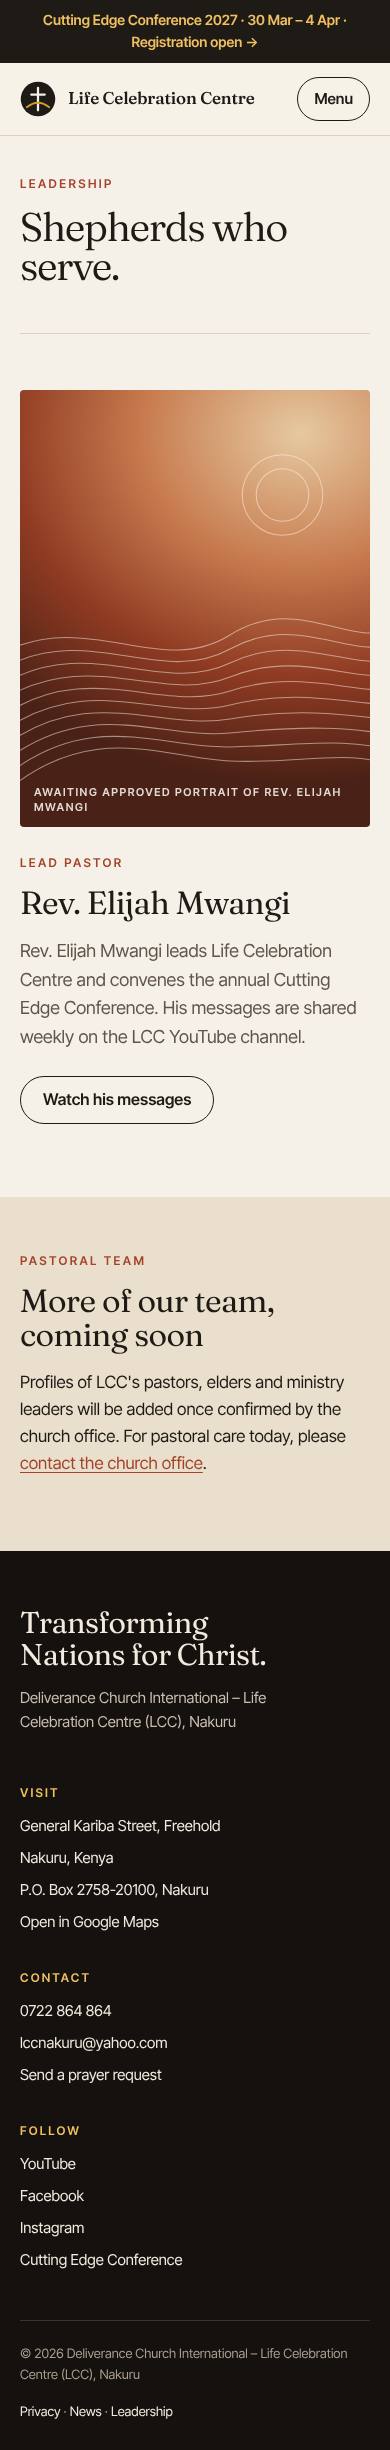 Cutting Edge Conference 2027 · 30 Mar – 4 Apr ·
Registration open →
Life Celebration Centre
Menu
LEADERSHIP
Shepherds who
serve.
AWAITING APPROVED PORTRAIT OF REV. ELIJAH
MWANGI
LEAD PASTOR
Rev. Elijah Mwangi
Rev. Elijah Mwangi leads Life Celebration
Centre and convenes the annual Cutting
Edge Conference. His messages are shared
weekly on the LCC YouTube channel.
Watch his messages
PASTORAL TEAM
More of our team,
coming soon
Profiles of LCC's pastors, elders and ministry
leaders will be added once confirmed by the
church office. For pastoral care today, please
contact the church office.
Transforming
Nations for Christ.
Deliverance Church International – Life
Celebration Centre (LCC), Nakuru
VISIT
General Kariba Street, Freehold
Nakuru, Kenya
P.O. Box 2758-20100, Nakuru
Open in Google Maps
CONTACT
0722 864 864
lccnakuru@yahoo.com
Send a prayer request
FOLLOW
YouTube
Facebook
Instagram
Cutting Edge Conference
© 2026 Deliverance Church International – Life Celebration
Centre (LCC), Nakuru
Privacy · News · Leadership